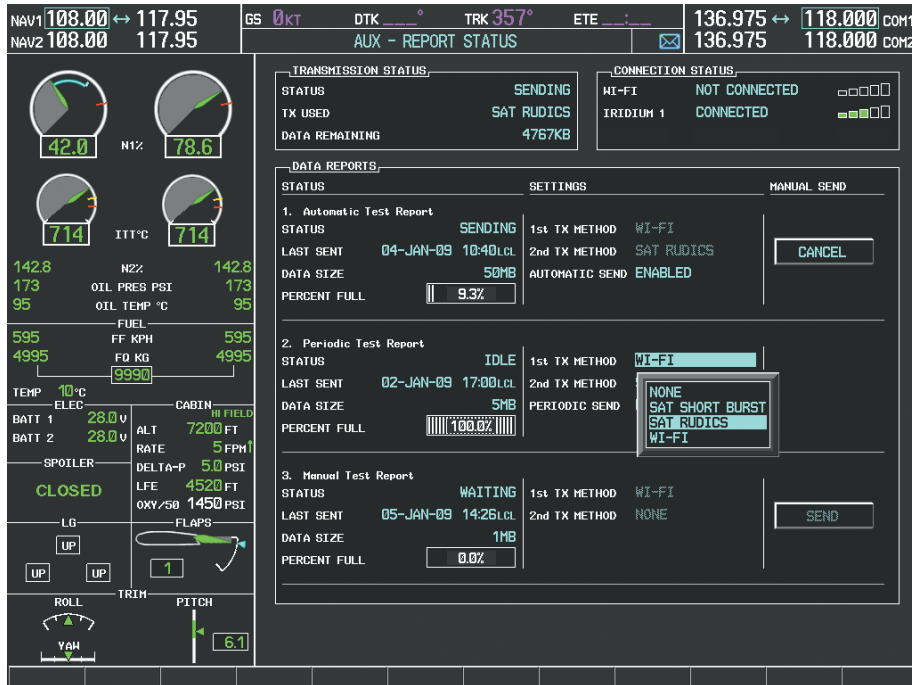 NAV1 108.00 ↔ 117.95 GS 0KT DTK ___° TRK 357° ETE __:__ 136.975 ↔ 118.000 COM1
NAV2 108.00 117.95 AUX - REPORT STATUS 136.975 118.000 COM2
42.0 N1% 78.6
714 ITT°C 714
142.8 N2% 142.8
173 OIL PRES PSI 173
95 OIL TEMP °C 95
FUEL
595 FF KPH 595
4995 FQ KG 4995
9990
TEMP 10°C
ELEC
BATT 1 28.0 V
BATT 2 28.0 V
SPOILER
CLOSED
CABIN
HI FIELD
ALT 7200 FT
RATE 5 FPM↑
DELTA-P 5.0 PSI
LFE 4520 FT
OXY/50 1450 PSI
LG
UP
UP UP
FLAPS
1
TRIM
ROLL
YAW
PITCH
6.1
TRANSMISSION STATUS
STATUS SENDING
TX USED SAT RUDICS
DATA REMAINING 4767KB
CONNECTION STATUS
WI-FI NOT CONNECTED
IRIDIUM 1 CONNECTED
DATA REPORTS
STATUS SETTINGS MANUAL SEND
1. Automatic Test Report
STATUS SENDING 1st TX METHOD WI-FI
LAST SENT 04-JAN-09 10:40LCL 2nd TX METHOD SAT RUDICS CANCEL
DATA SIZE 50MB AUTOMATIC SEND ENABLED
PERCENT FULL 9.3%
2. Periodic Test Report
STATUS IDLE 1st TX METHOD WI-FI
LAST SENT 02-JAN-09 17:00LCL 2nd TX METHOD
DATA SIZE 5MB PERIODIC SEND
PERCENT FULL 100.0%
NONE
SAT SHORT BURST
SAT RUDICS
WI-FI
3. Manual Test Report
STATUS WAITING 1st TX METHOD WI-FI
LAST SENT 05-JAN-09 14:26LCL 2nd TX METHOD NONE SEND
DATA SIZE 1MB
PERCENT FULL 0.0%